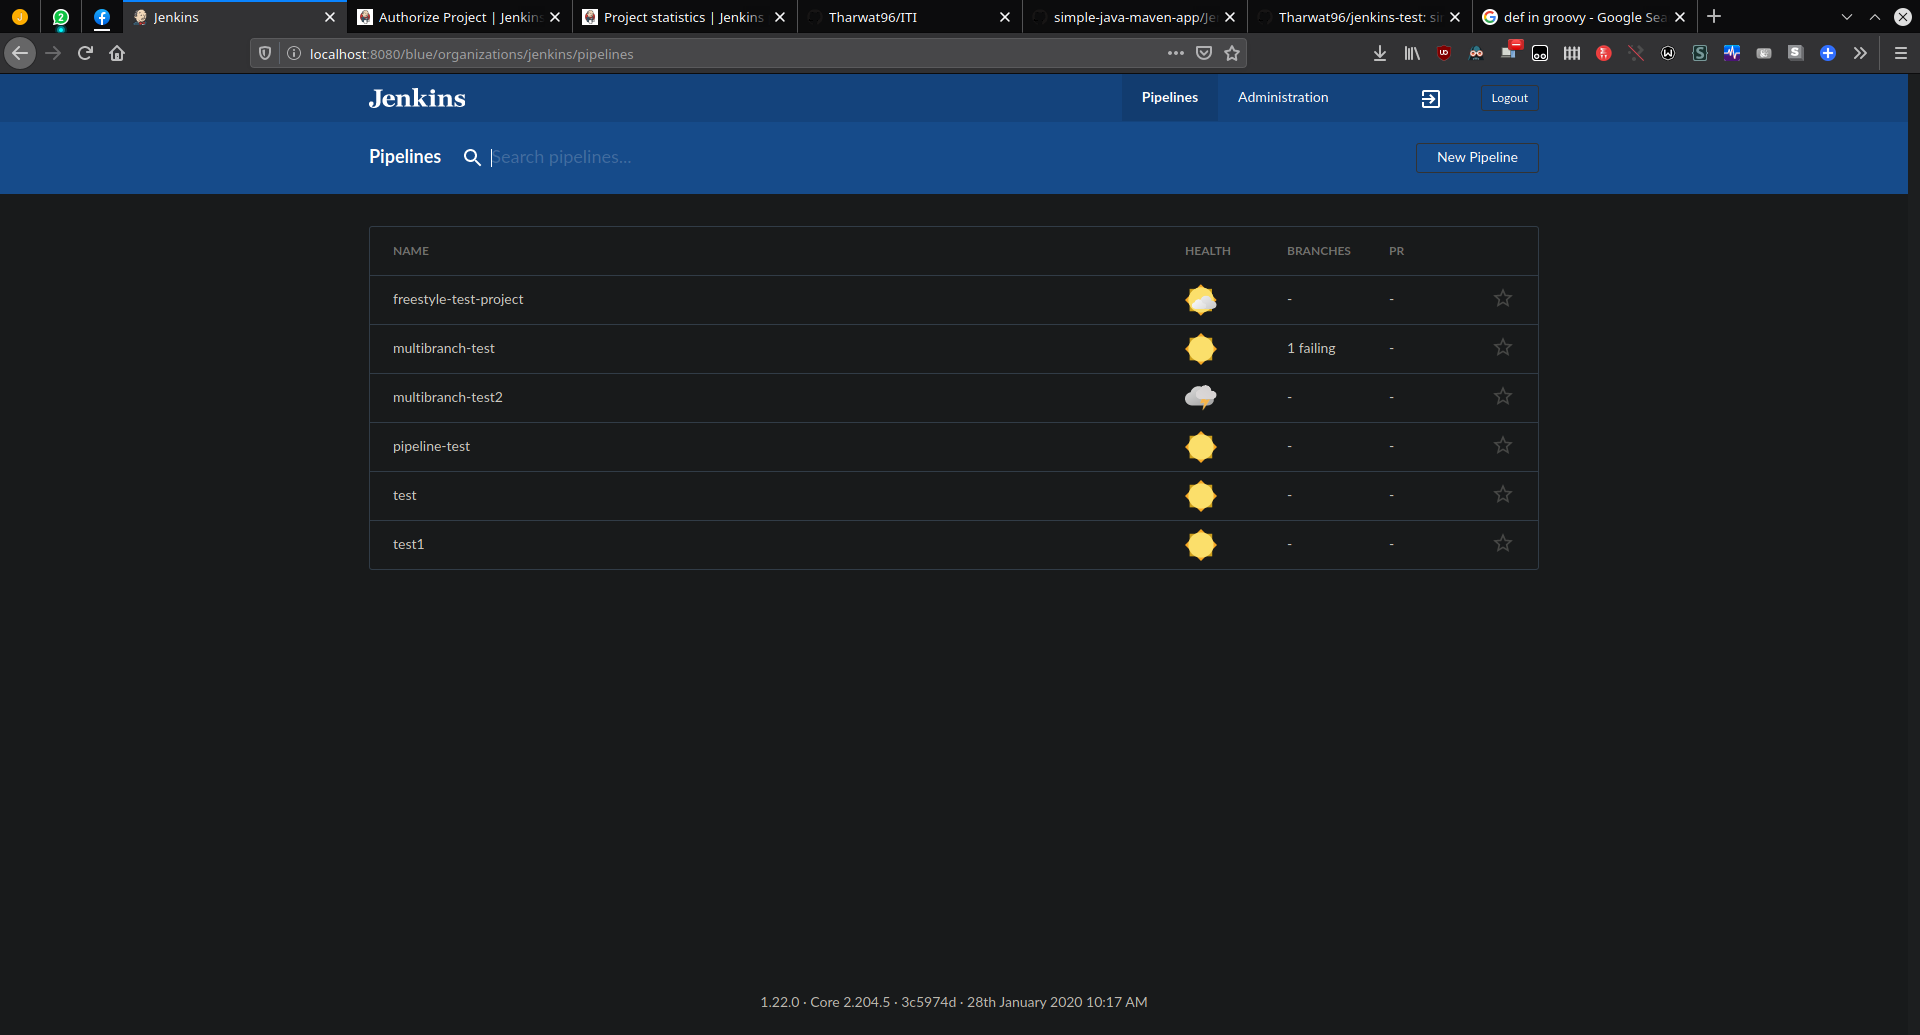 2 Jenkins Authorize Project | Jenkins Project statistics | Jenkins Tharwat96/ITI simple-java-maven-app/Je Tharwat96/jenkins-test: si def in groovy - Google Sea
localhost:8080/blue/organizations/jenkins/pipelines
Jenkins Pipelines Administration Logout
Pipelines Search pipelines... New Pipeline
NAME HEALTH BRANCHES PR
freestyle-test-project - -
multibranch-test 1 failing -
multibranch-test2 - -
pipeline-test - -
test - -
test1 - -
1.22.0 · Core 2.204.5 · 3c5974d · 28th January 2020 10:17 AM